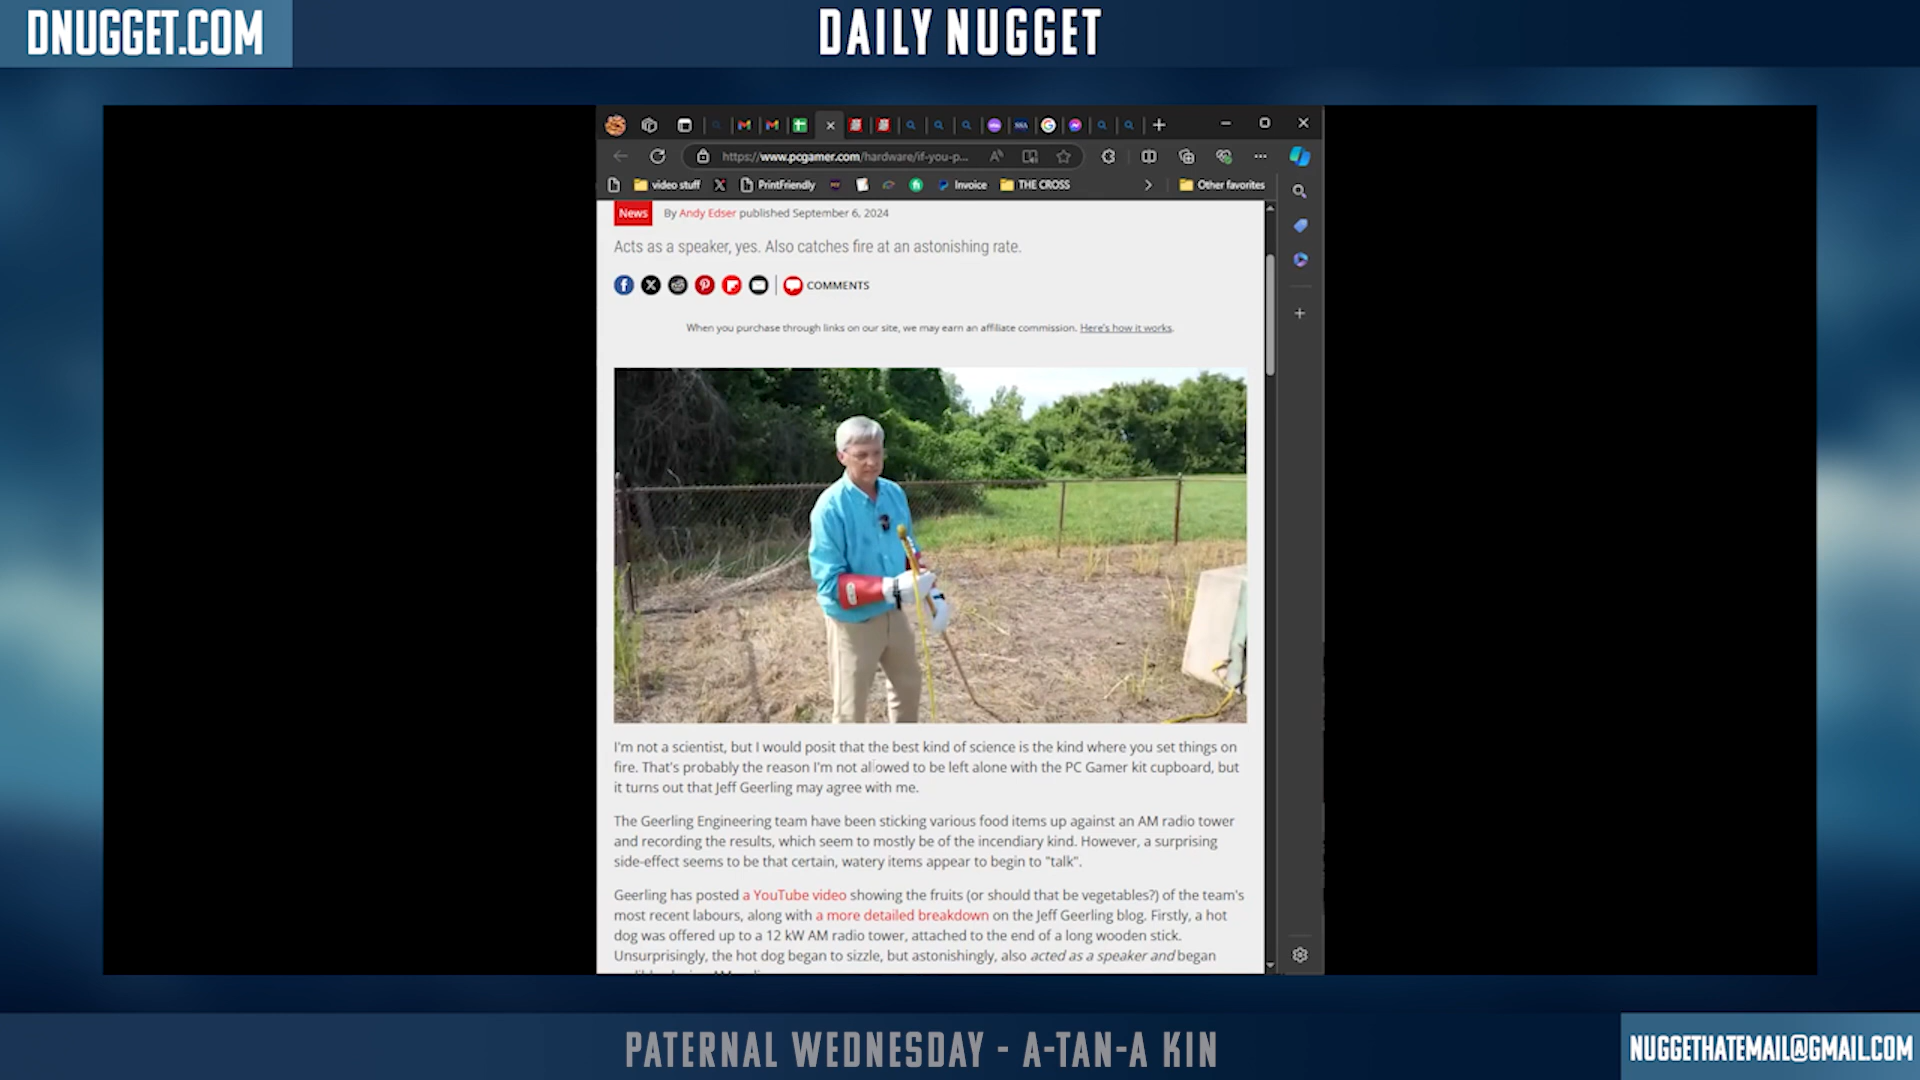 DNUGGET.COM
DAILY NUGGET
https://www.pcgamer.com/hardware/if-you-p...
video stuff
PrintFriendly
Invoice
THE CROSS
Other favorites
News By Andy Edser published September 6, 2024
Acts as a speaker, yes. Also catches fire at an astonishing rate.
COMMENTS
When you purchase through links on our site, we may earn an affiliate commission. Here's how it works.
I'm not a scientist, but I would posit that the best kind of science is the kind where you set things on
fire. That's probably the reason I'm not allowed to be left alone with the PC Gamer kit cupboard, but
it turns out that Jeff Geerling may agree with me.
The Geerling Engineering team have been sticking various food items up against an AM radio tower
and recording the results, which seem to mostly be of the incendiary kind. However, a surprising
side-effect seems to be that certain, watery items appear to begin to "talk".
Geerling has posted a YouTube video showing the fruits (or should that be vegetables?) of the team's
most recent labours, along with a more detailed breakdown on the Jeff Geerling blog. Firstly, a hot
dog was offered up to a 12 kW AM radio tower, attached to the end of a long wooden stick.
Unsurprisingly, the hot dog began to sizzle, but astonishingly, also acted as a speaker and began
PATERNAL WEDNESDAY - A-TAN-A KIN
NUGGETHATEMAIL@GMAIL.COM